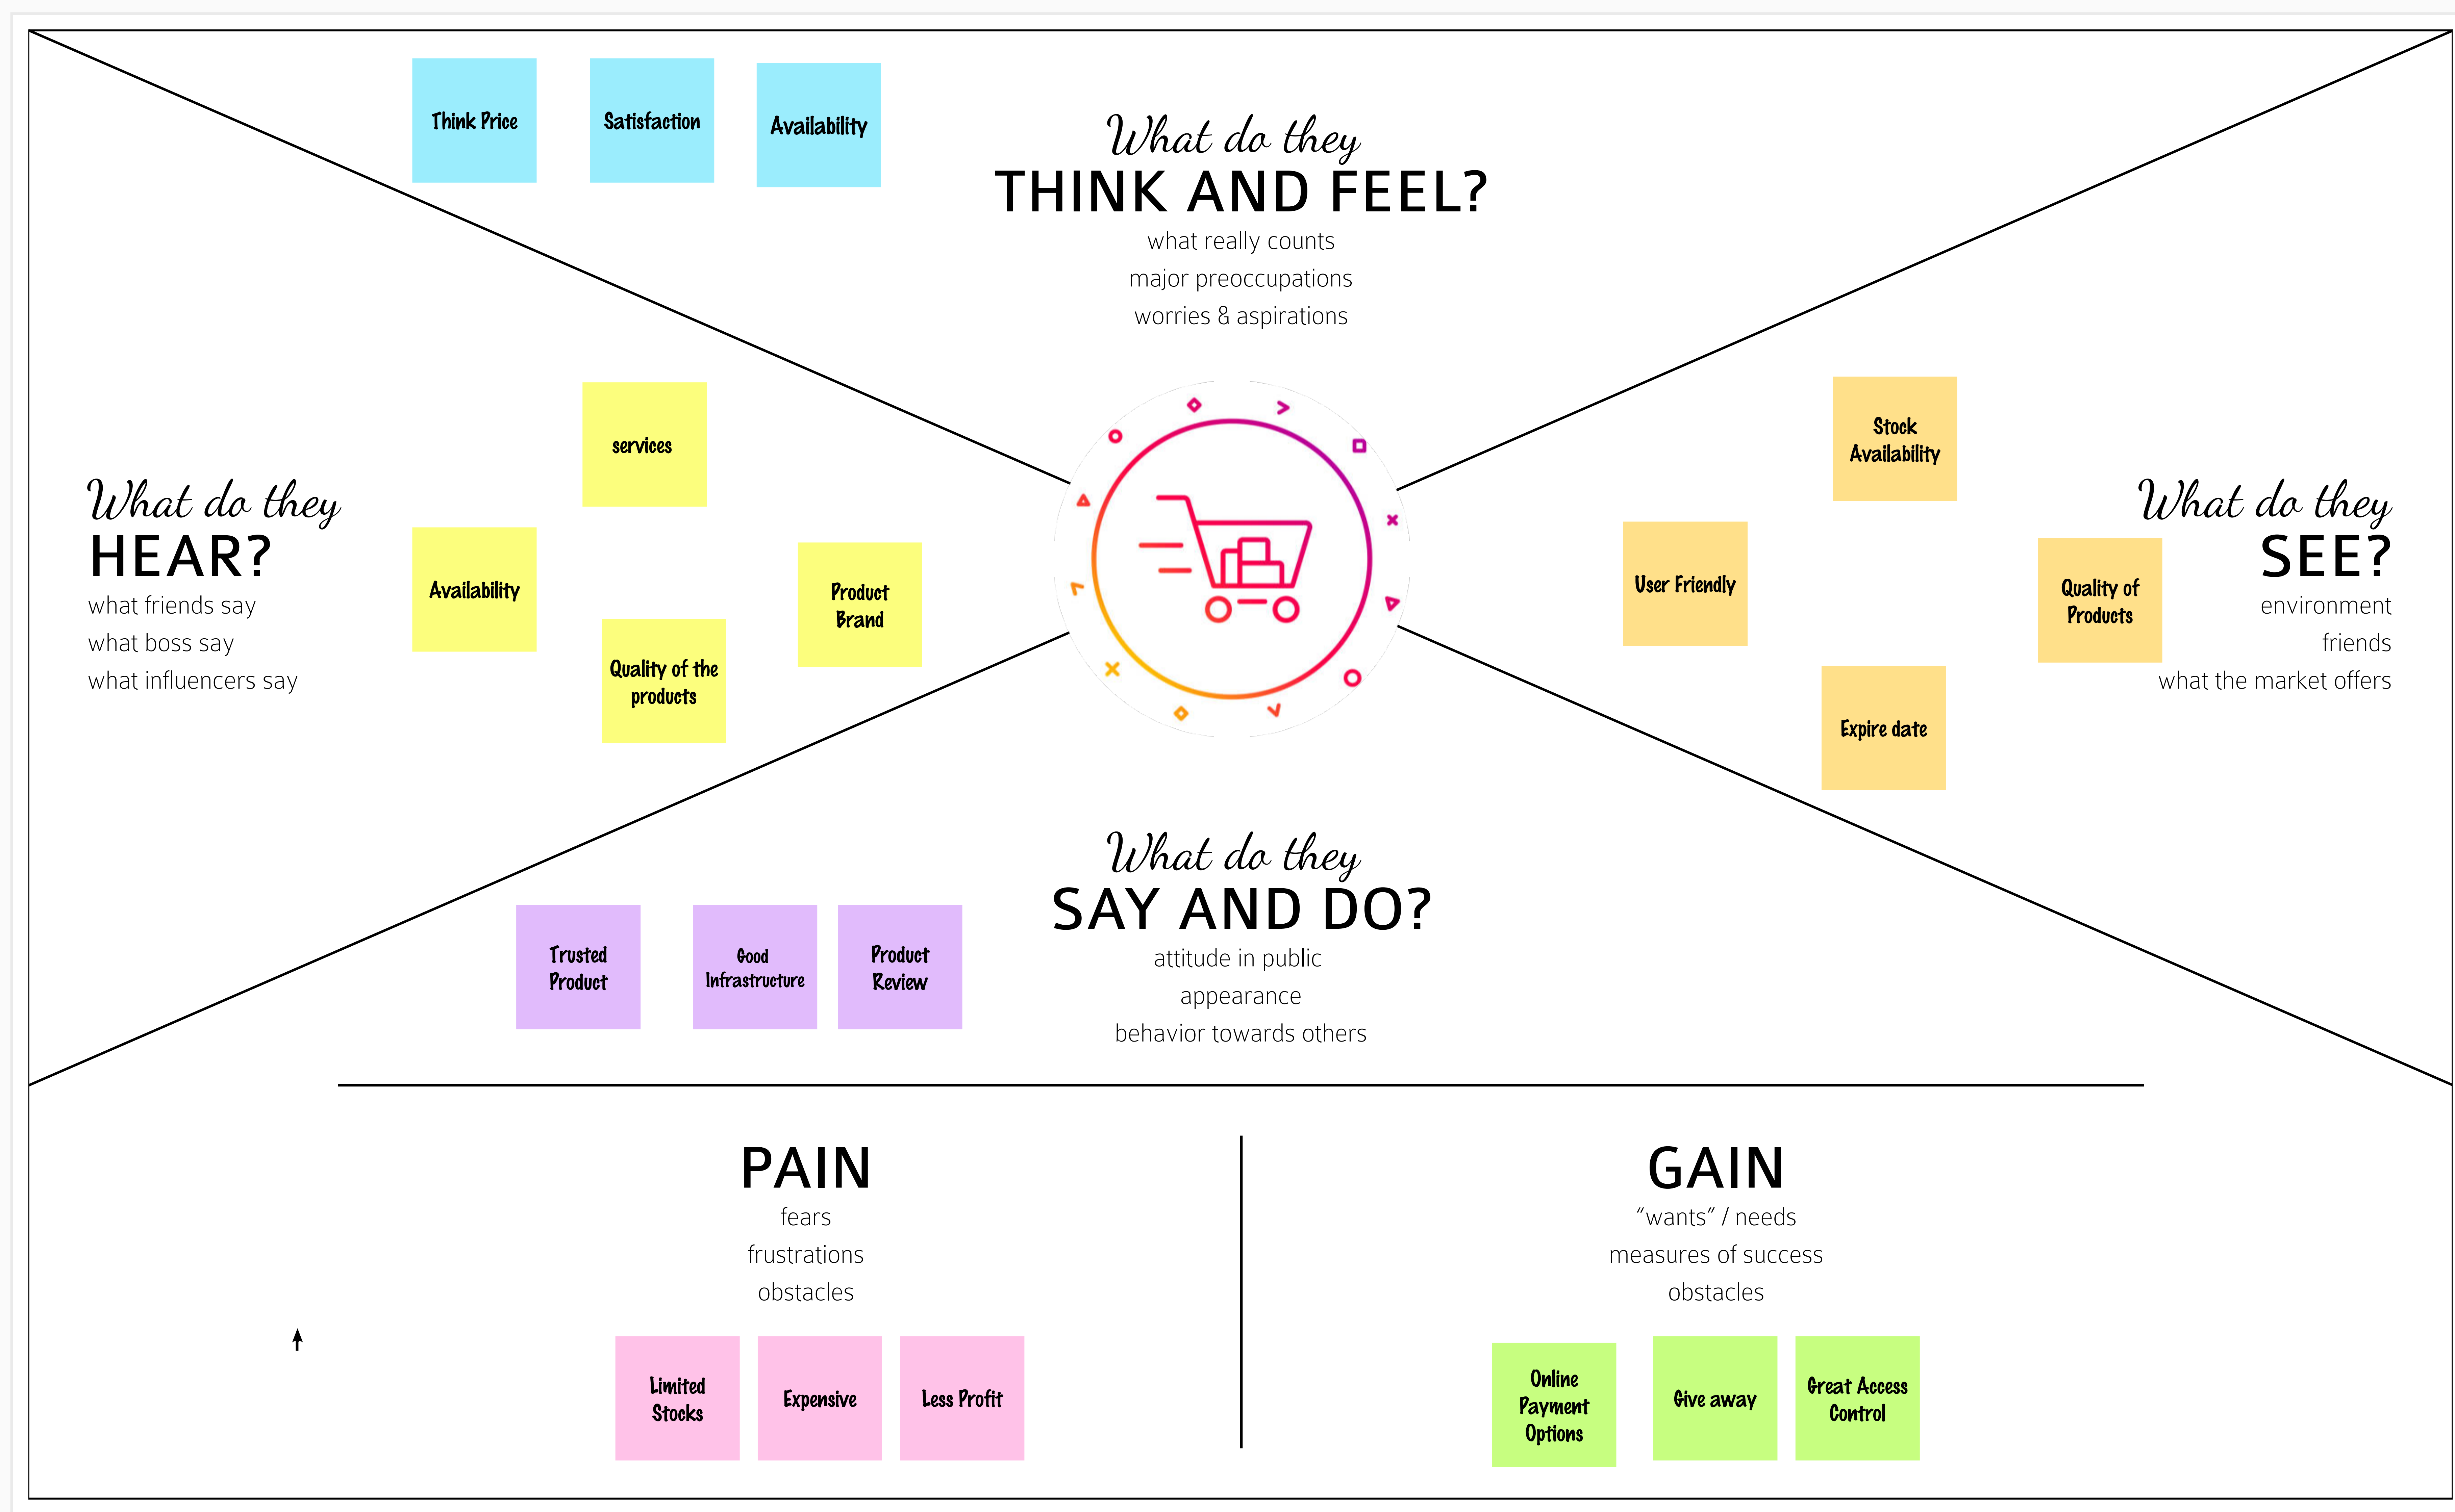 Think Price
Satisfaction
Availability
What do they
THINK AND FEEL?
what really counts
major preoccupations
worries & aspirations
What do they
HEAR?
what friends say
what boss say
what influencers say
services
Availability
Product
Brand
Quality of the
products
Stock
Availability
User Friendly
Quality of
Products
Expire date
What do they
SEE?
environment
friends
what the market offers
What do they
SAY AND DO?
attitude in public
appearance
behavior towards others
Trusted
Product
Good
Infrastructure
Product
Review
PAIN
fears
frustrations
obstacles
Limited
Stocks
Expensive
Less Profit
GAIN
“wants” / needs
measures of success
obstacles
Online
Payment
Options
Give away
Great Access
Control